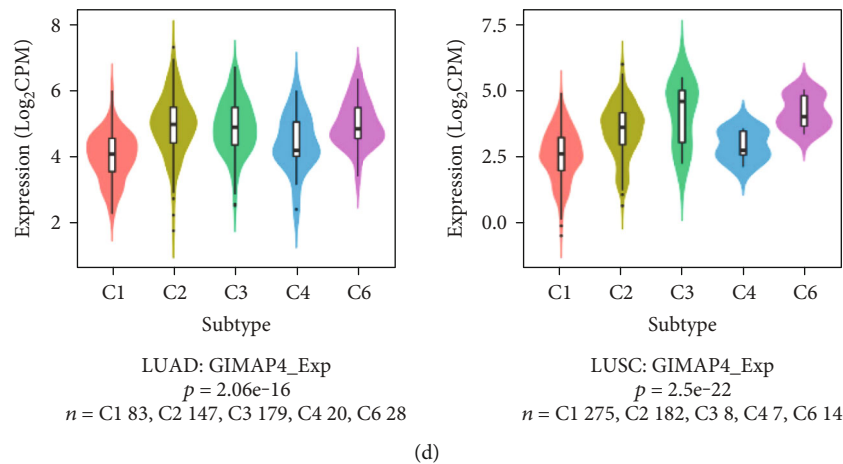 8
6
4
2
Expression (Log2CPM)
C1 C2 C3 C4 C6
Subtype
LUAD: GIMAP4_Exp
p = 2.06e-16
n = C1 83, C2 147, C3 179, C4 20, C6 28
7.5
5.0
2.5
0.0
Expression (Log2CPM)
C1 C2 C3 C4 C6
Subtype
LUSC: GIMAP4_Exp
p = 2.5e-22
n = C1 275, C2 182, C3 8, C4 7, C6 14
(d)